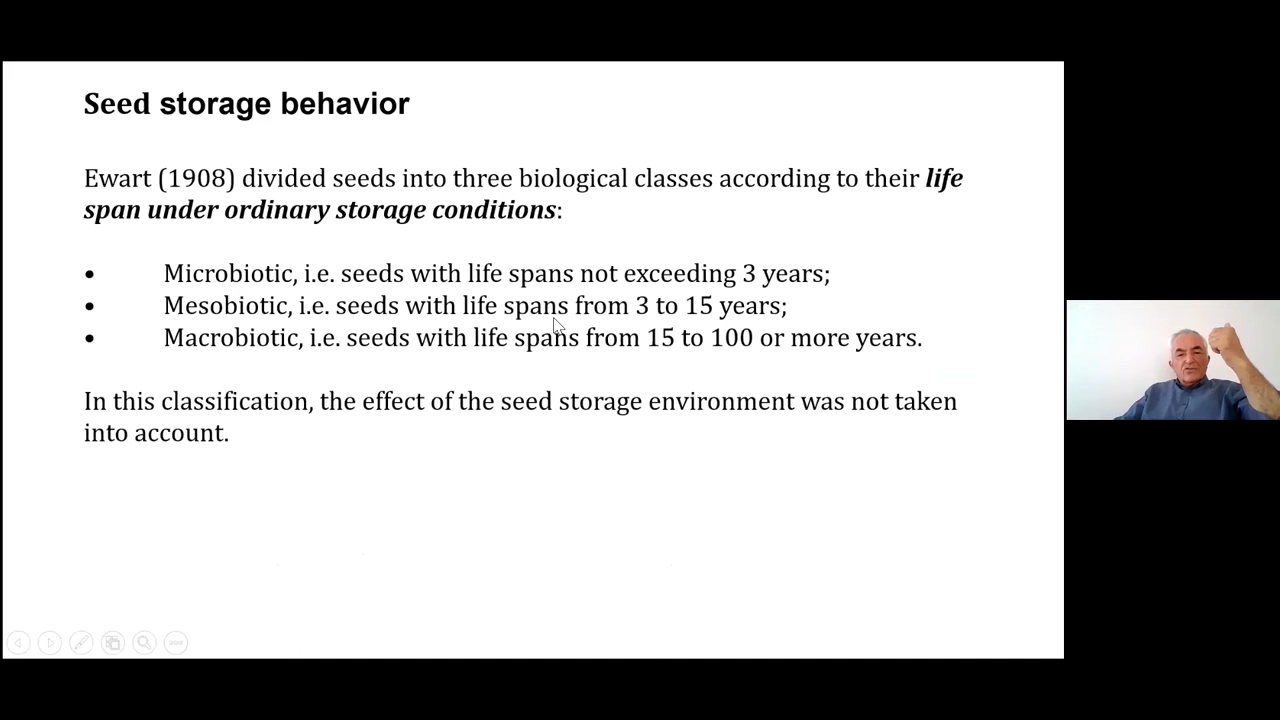 Seed storage behavior
Ewart (1908) divided seeds into three biological classes according to their life
span under ordinary storage conditions:
• Microbiotic, i.e. seeds with life spans not exceeding 3 years;
• Mesobiotic, i.e. seeds with life spans from 3 to 15 years;
• Macrobiotic, i.e. seeds with life spans from 15 to 100 or more years.
In this classification, the effect of the seed storage environment was not taken
into account.